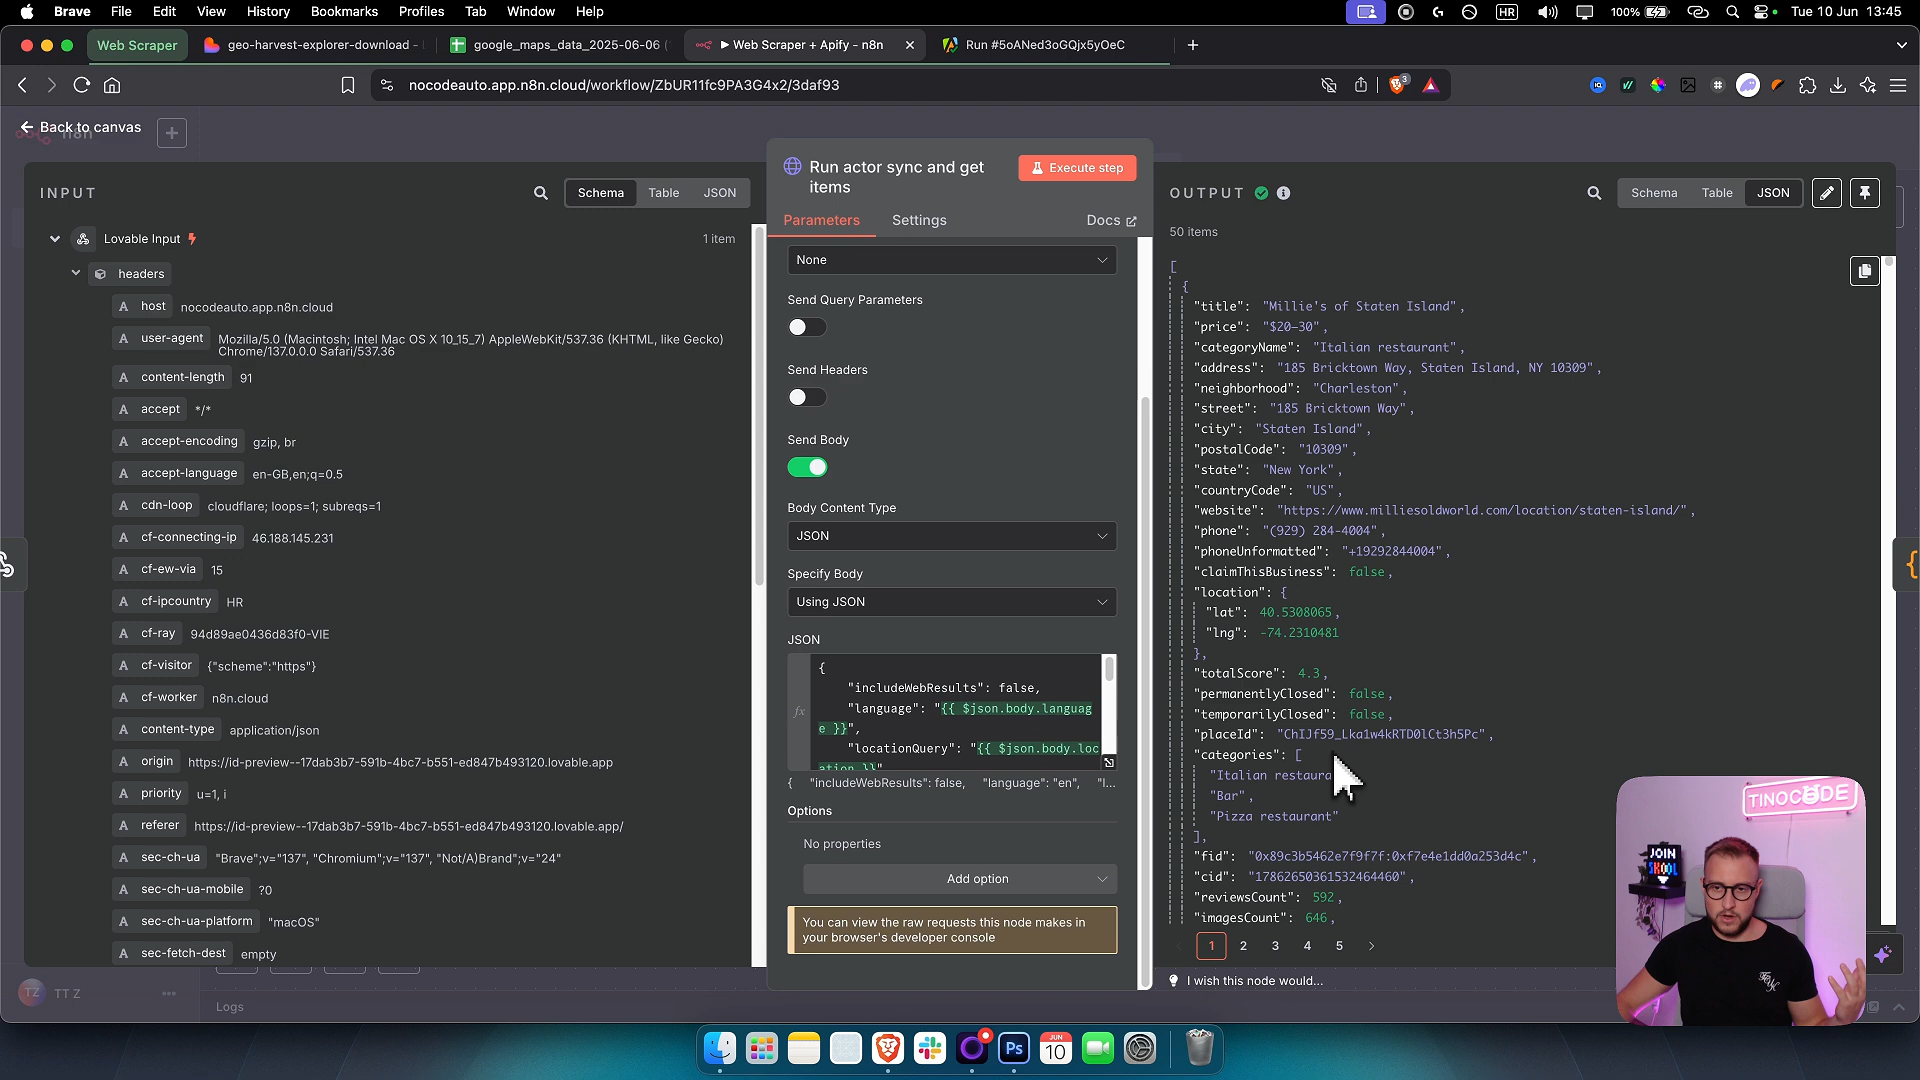 Brave File Edit View History Bookmarks Profiles Tab Window Help
HR 100% Tue 10 Jun 13:45
Web Scraper
geo-harvest-explorer-download -
google_maps_data_2025-06-06
▶ Web Scraper + Apify - n8n
Run #5oANed3oGQjx5yOeC
nocodeauto.app.n8n.cloud/workflow/ZbUR11fc9PA3G4x2/3daf93
3
Back to canvas
n8n
INPUT
Schema Table JSON
Lovable Input
1 item
headers
host nocodeauto.app.n8n.cloud
user-agent Mozilla/5.0 (Macintosh; Intel Mac OS X 10_15_7) AppleWebKit/537.36 (KHTML, like Gecko)
Chrome/137.0.0.0 Safari/537.36
content-length 91
accept */*
accept-encoding gzip, br
accept-language en-GB,en;q=0.5
cdn-loop cloudflare; loops=1; subreqs=1
cf-connecting-ip 46.188.145.231
cf-ew-via 15
cf-ipcountry HR
cf-ray 94d89ae0436d83f0-VIE
cf-visitor {"scheme":"https"}
cf-worker n8n.cloud
content-type application/json
origin https://id-preview--17dab3b7-591b-4bc7-b551-ed847b493120.lovable.app
priority u=1, i
referer https://id-preview--17dab3b7-591b-4bc7-b551-ed847b493120.lovable.app/
sec-ch-ua "Brave";v="137", "Chromium";v="137", "Not/A)Brand";v="24"
sec-ch-ua-mobile ?0
sec-ch-ua-platform "macOS"
sec-fetch-dest empty
TZ TT Z
Logs
Run actor sync and get
items
Execute step
Parameters Settings Docs
None
Send Query Parameters
Send Headers
Send Body
Body Content Type
JSON
Specify Body
Using JSON
JSON
fx
{
"includeWebResults": false,
"language": "{{ $json.body.languag
e }}",
"locationQuery": "{{ $json.body.loc
ation }}"
{ "includeWebResults": false, "language": "en", "l...
Options
No properties
Add option
You can view the raw requests this node makes in
your browser's developer console
OUTPUT
Schema Table JSON
50 items
[
{
"title": "Millie's of Staten Island",
"price": "$20–30",
"categoryName": "Italian restaurant",
"address": "185 Bricktown Way, Staten Island, NY 10309",
"neighborhood": "Charleston",
"street": "185 Bricktown Way",
"city": "Staten Island",
"postalCode": "10309",
"state": "New York",
"countryCode": "US",
"website": "https://www.milliesoldworld.com/location/staten-island/",
"phone": "(929) 284-4004",
"phoneUnformatted": "+19292844004",
"claimThisBusiness": false,
"location": {
"lat": 40.5308065,
"lng": -74.2310481
},
"totalScore": 4.3,
"permanentlyClosed": false,
"temporarilyClosed": false,
"placeId": "ChIJf59_Lka1w4kRTD0lCt3h5Pc",
"categories": [
"Italian restaura
"Bar",
"Pizza restaurant"
],
"fid": "0x89c3b5462e7f9f7f:0xf7e4e1dd0a253d4c",
"cid": "17862650361532464460",
"reviewsCount": 592,
"imagesCount": 646,
1 2 3 4 5
I wish this node would...
TINOCODE
JOIN
SKOOL
Ps
JUN
10